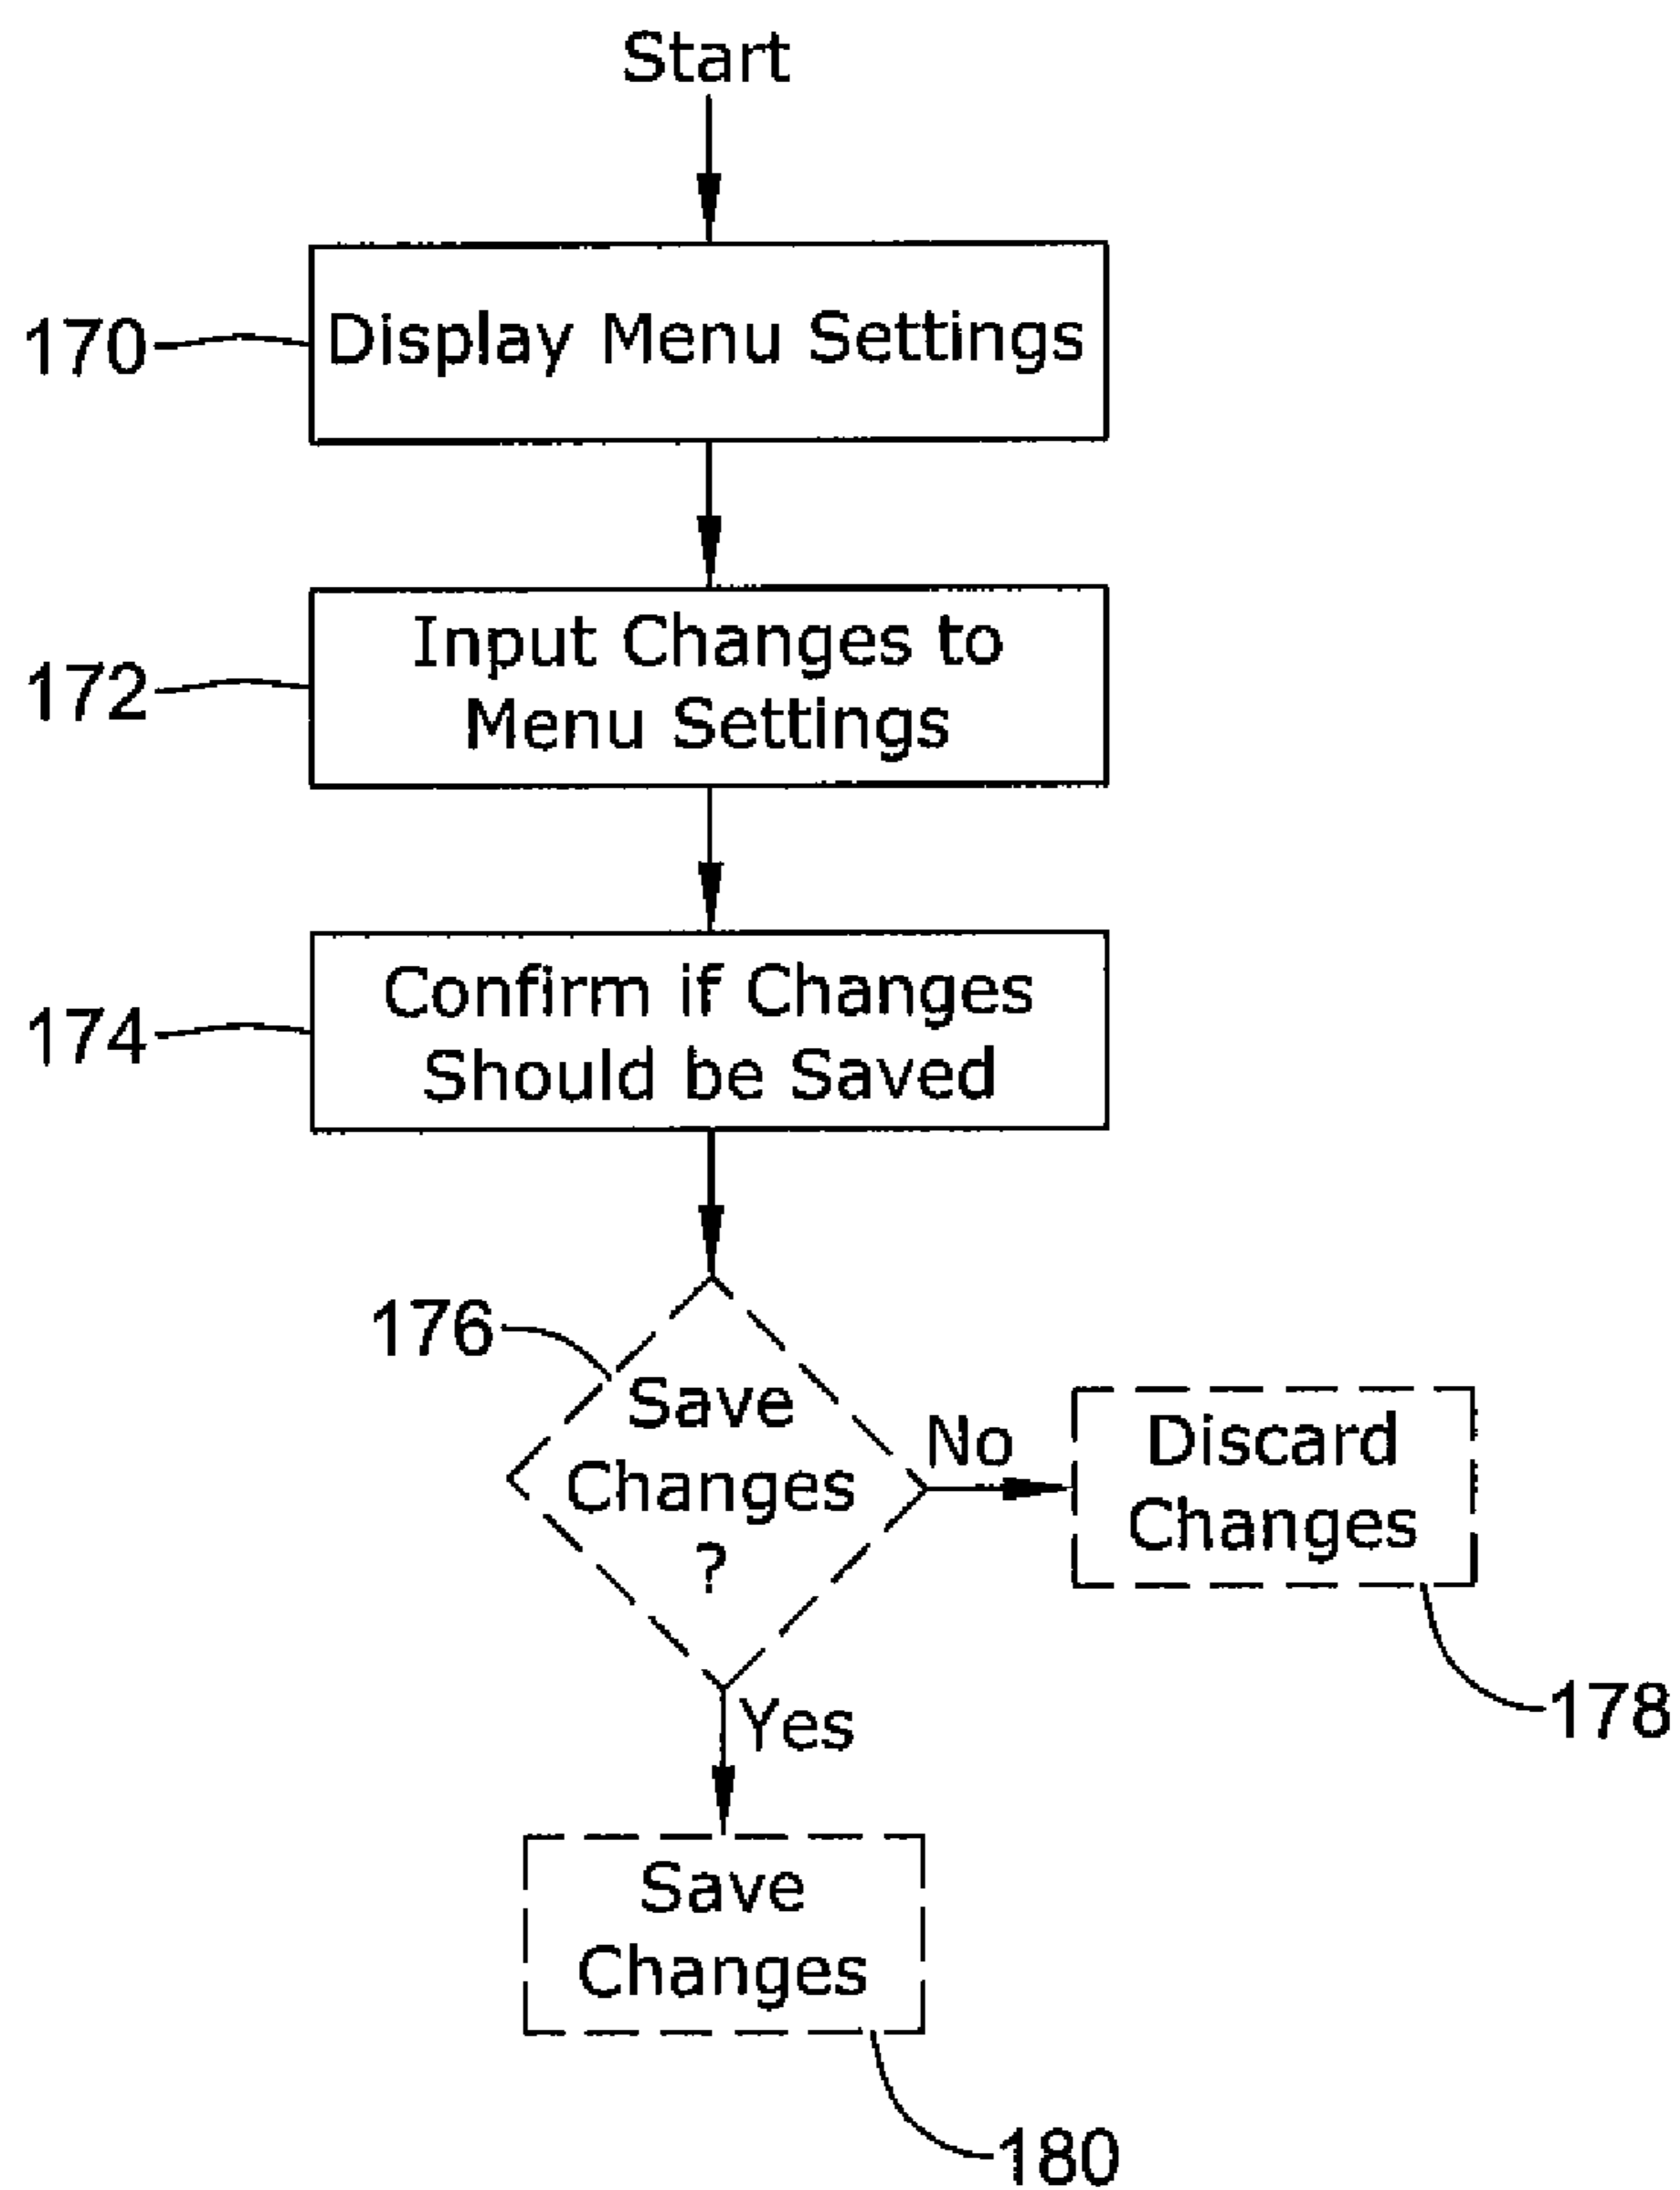 Start
170
Display Menu Settings
172
Input Changes to
Menu Settings
174
Confirm if Changes
Should be Saved
176
Save
Changes
?
No
Discard
Changes
178
Yes
Save
Changes
180